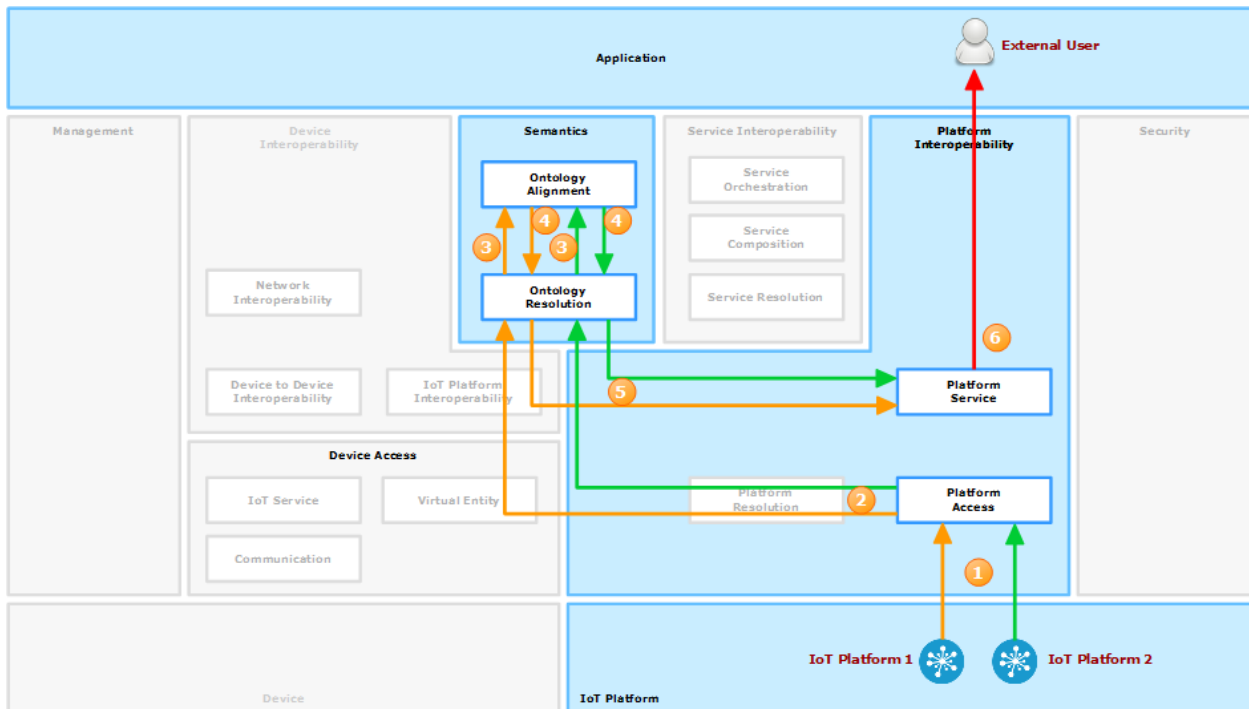 External User
Application
Management
Device
Interoperability
Semantics
Service Interoperability
Platform
Interoperability
Security
Ontology
Alignment
Service
Orchestration
4
4
3
3
Service
Composition
Network
Interoperability
Ontology
Resolution
Service Resolution
6
Device to Device
Interoperability
IoT Platform
Interoperability
5
Platform
Service
Device Access
IoT Service
Virtual Entity
Platform
Resolution
2
Platform
Access
Communication
1
IoT Platform 1
IoT Platform 2
Device
IoT Platform